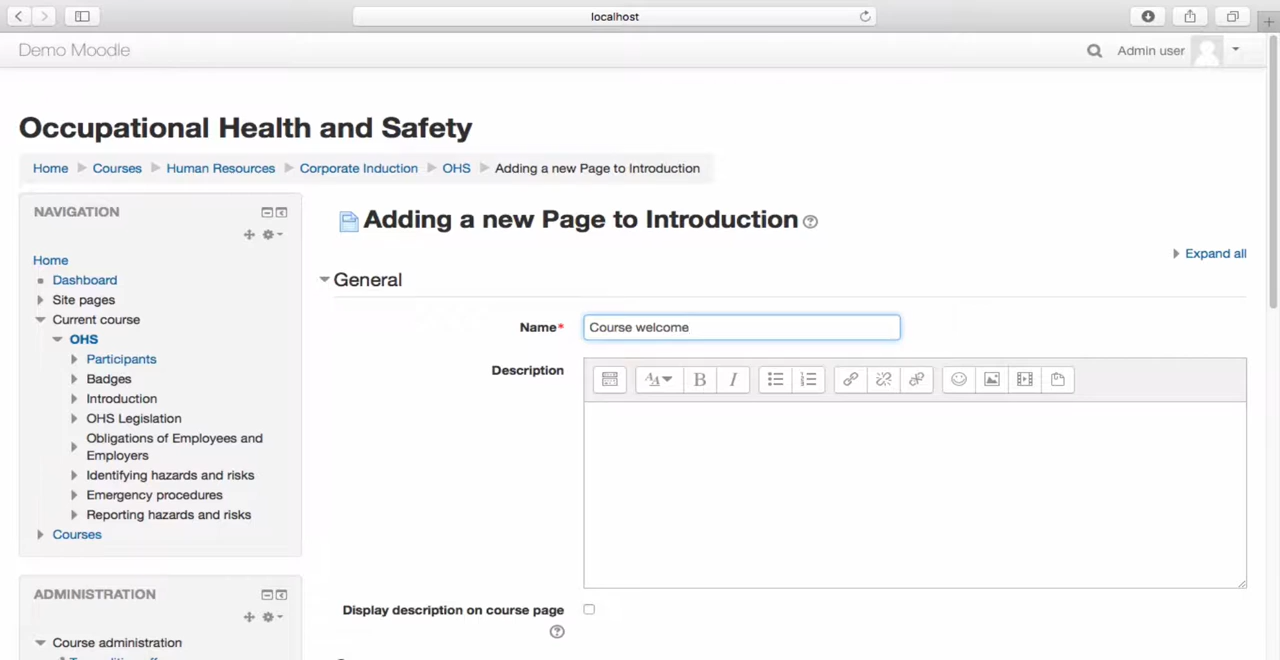 localhost
Demo Moodle
Admin user
Occupational Health and Safety
Home Courses Human Resources Corporate Induction OHS Adding a new Page to Introduction
NAVIGATION
Home
Dashboard
Site pages
Current course
OHS
Participants
Badges
Introduction
OHS Legislation
Obligations of Employees and
Employers
Identifying hazards and risks
Emergency procedures
Reporting hazards and risks
Courses
ADMINISTRATION
Course administration
Adding a new Page to Introduction
Expand all
General
Name*
Course welcome
Description
Display description on course page